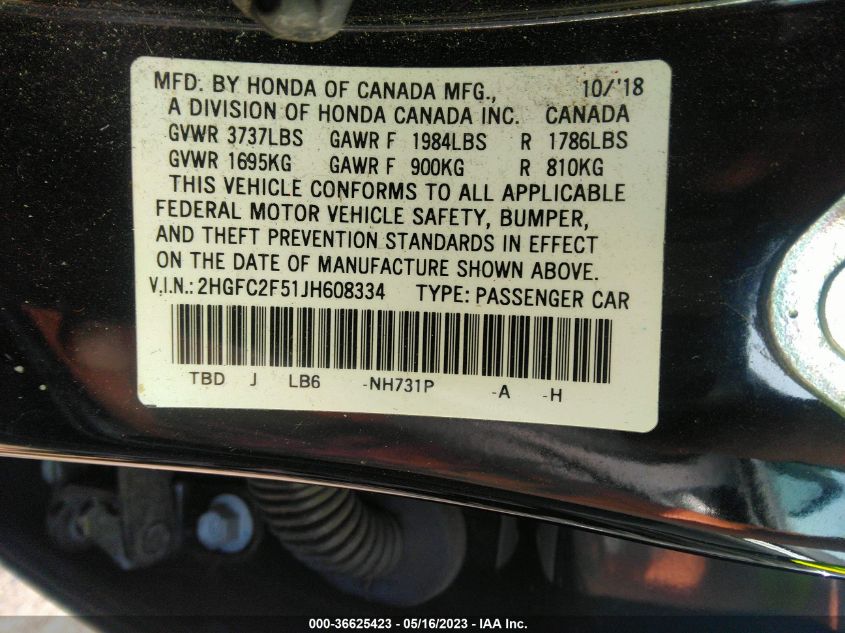 MFD. BY HONDA OF CANADA MFG., 10/'18
A DIVISION OF HONDA CANADA INC. CANADA
GVWR 3737LBS GAWR F 1984LBS R 1786LBS
GVWR 1695KG GAWR F 900KG R 810KG
THIS VEHICLE CONFORMS TO ALL APPLICABLE
FEDERAL MOTOR VEHICLE SAFETY, BUMPER,
AND THEFT PREVENTION STANDARDS IN EFFECT
ON THE DATE OF MANUFACTURE SHOWN ABOVE.
V.I.N.: 2HGFC2F51JH608334 TYPE: PASSENGER CAR
TBD J LB6 -NH731P -A -H
000-36625423 - 05/16/2023 - IAA Inc.